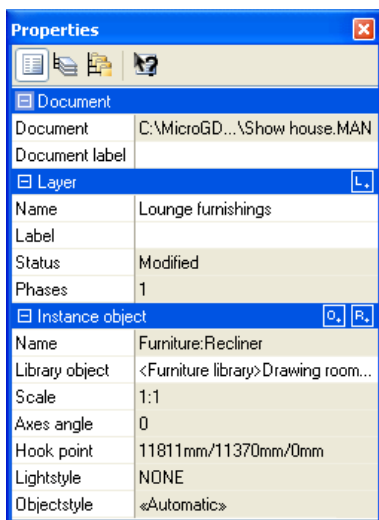 Properties
Document
Document C:\MicroGD...\Show house.MAN
Document label
Layer L+
Name Lounge furnishings
Label
Status Modified
Phases 1
Instance object O+ R+
Name Furniture:Recliner
Library object <Furniture library>Drawing room...
Scale 1:1
Axes angle 0
Hook point 11811mm/11370mm/0mm
Lightstyle NONE
Objectstyle «Automatic»